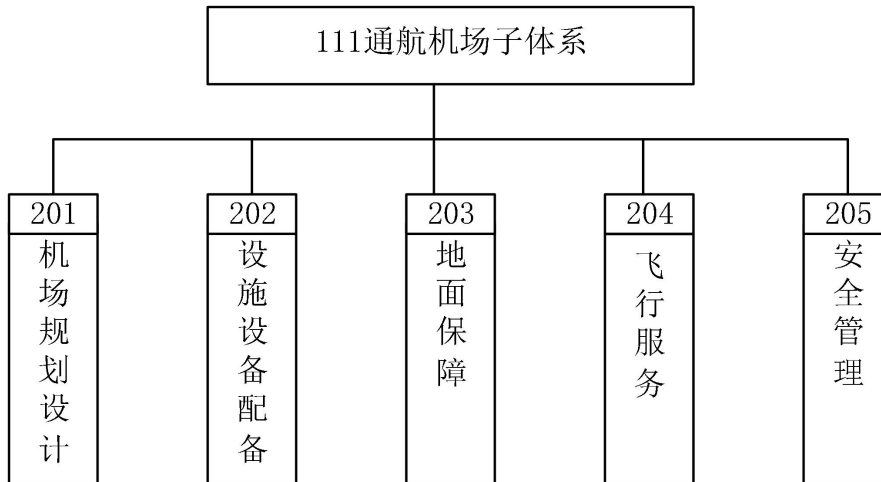 111通航机场子体系
201
机场规划设计
202
设施设备配备
203
地面保障
204
飞行服务
205
安全管理